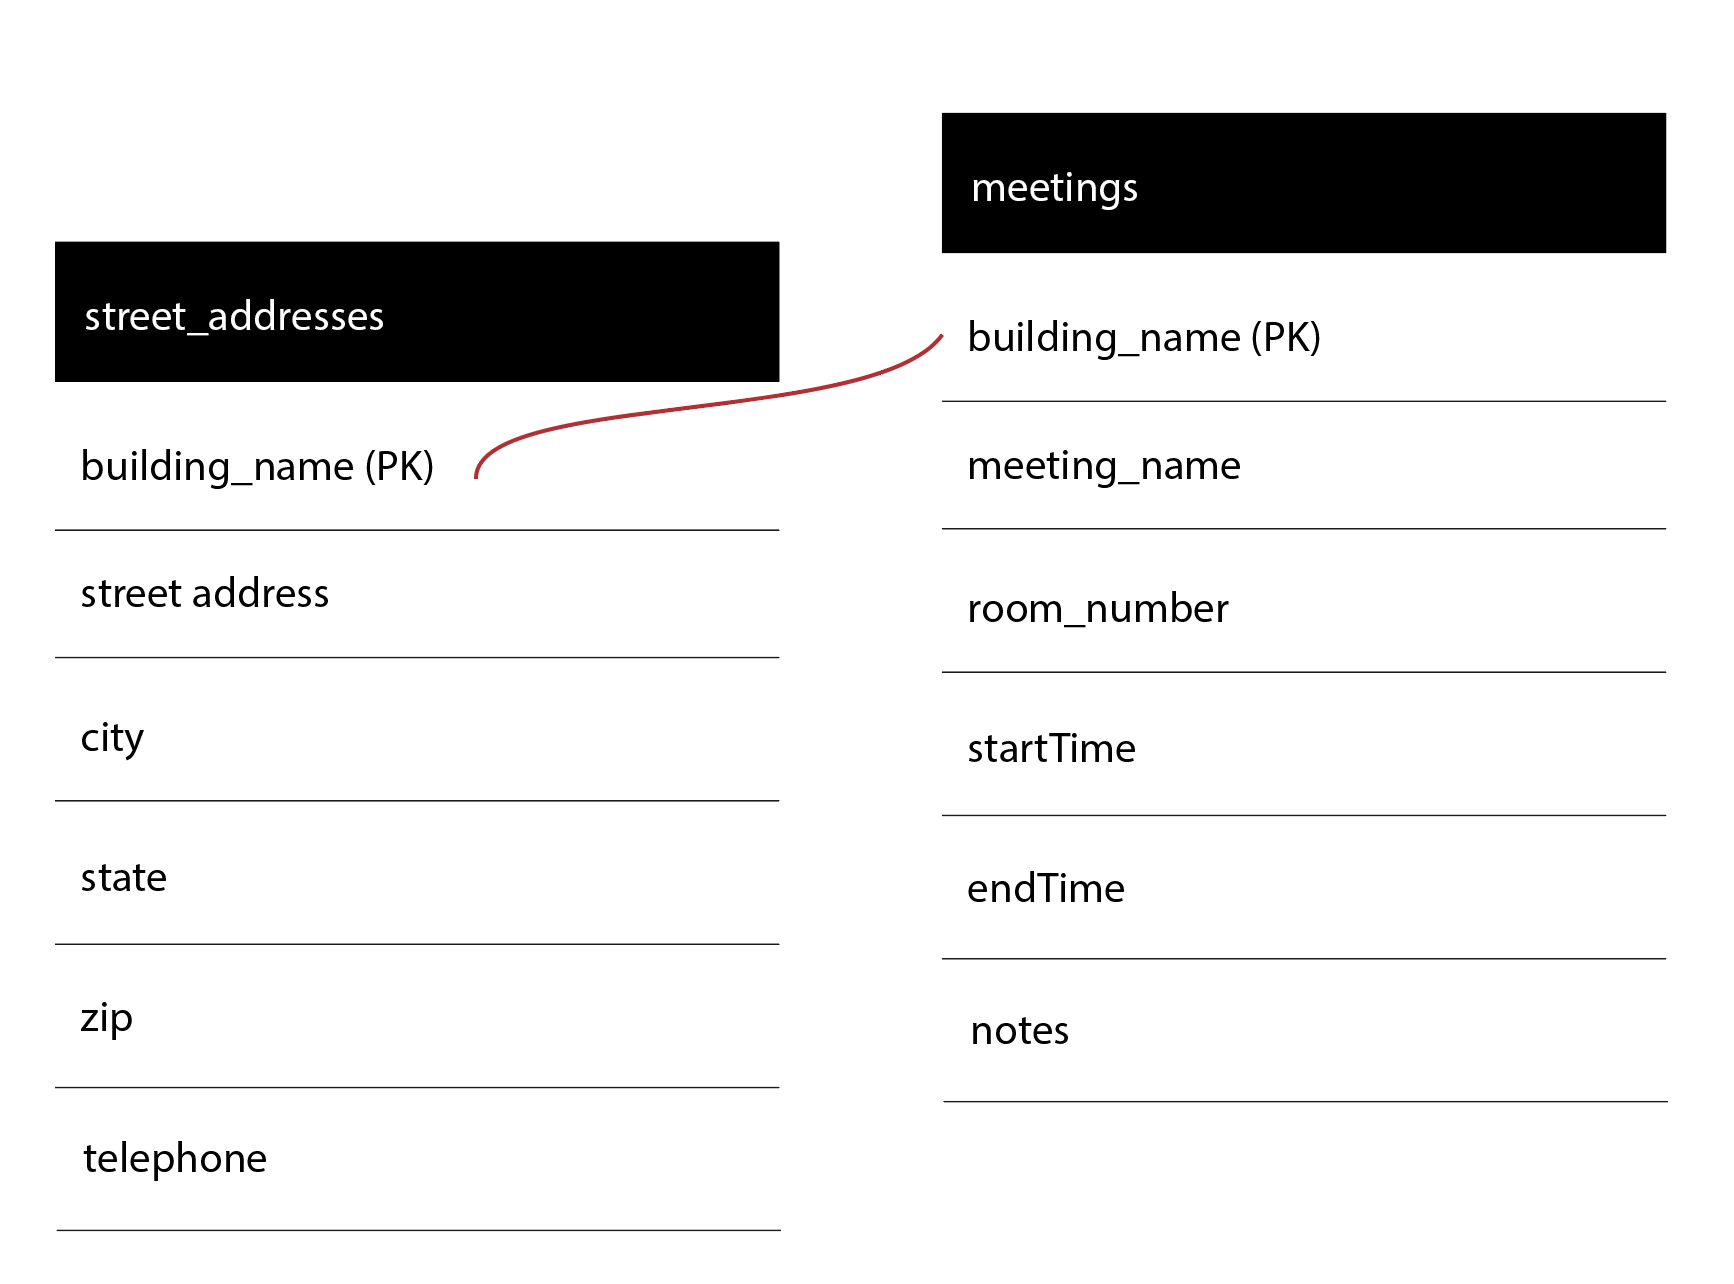 street_addresses
building_name (PK)
street address
city
state
zip
telephone
meetings
building_name (PK)
meeting_name
room_number
startTime
endTime
notes